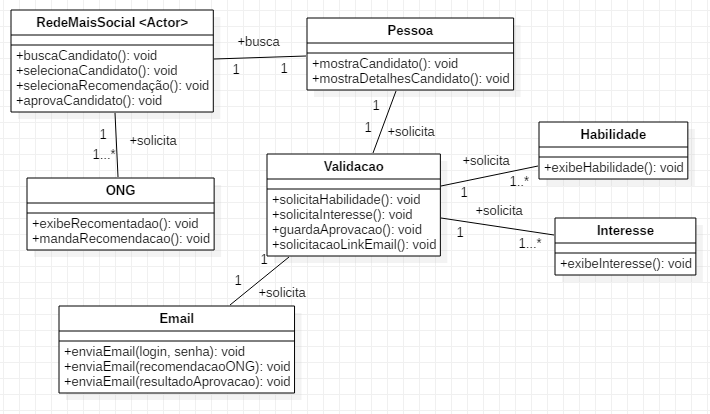 RedeMaisSocial <Actor>
+buscaCandidato(): void
+selecionaCandidato(): void
+selecionaRecomendação(): void
+aprovaCandidato(): void
+busca
1
1
Pessoa
+mostraCandidato(): void
+mostraDetalhesCandidato(): void
1
1...*
+solicita
1
1
+solicita
ONG
+exibeRecomentadao(): void
+mandaRecomendacao(): void
Validacao
+solicitaHabilidade(): void
+solicitaInteresse(): void
+guardaAprovacao(): void
+solicitacaoLinkEmail(): void
+solicita
1
1..*
Habilidade
+exibeHabilidade(): void
+solicita
1
1...*
Interesse
+exibeInteresse(): void
1
1
+solicita
Email
+enviaEmail(login, senha): void
+enviaEmail(recomendacaoONG): void
+enviaEmail(resultadoAprovacao): void